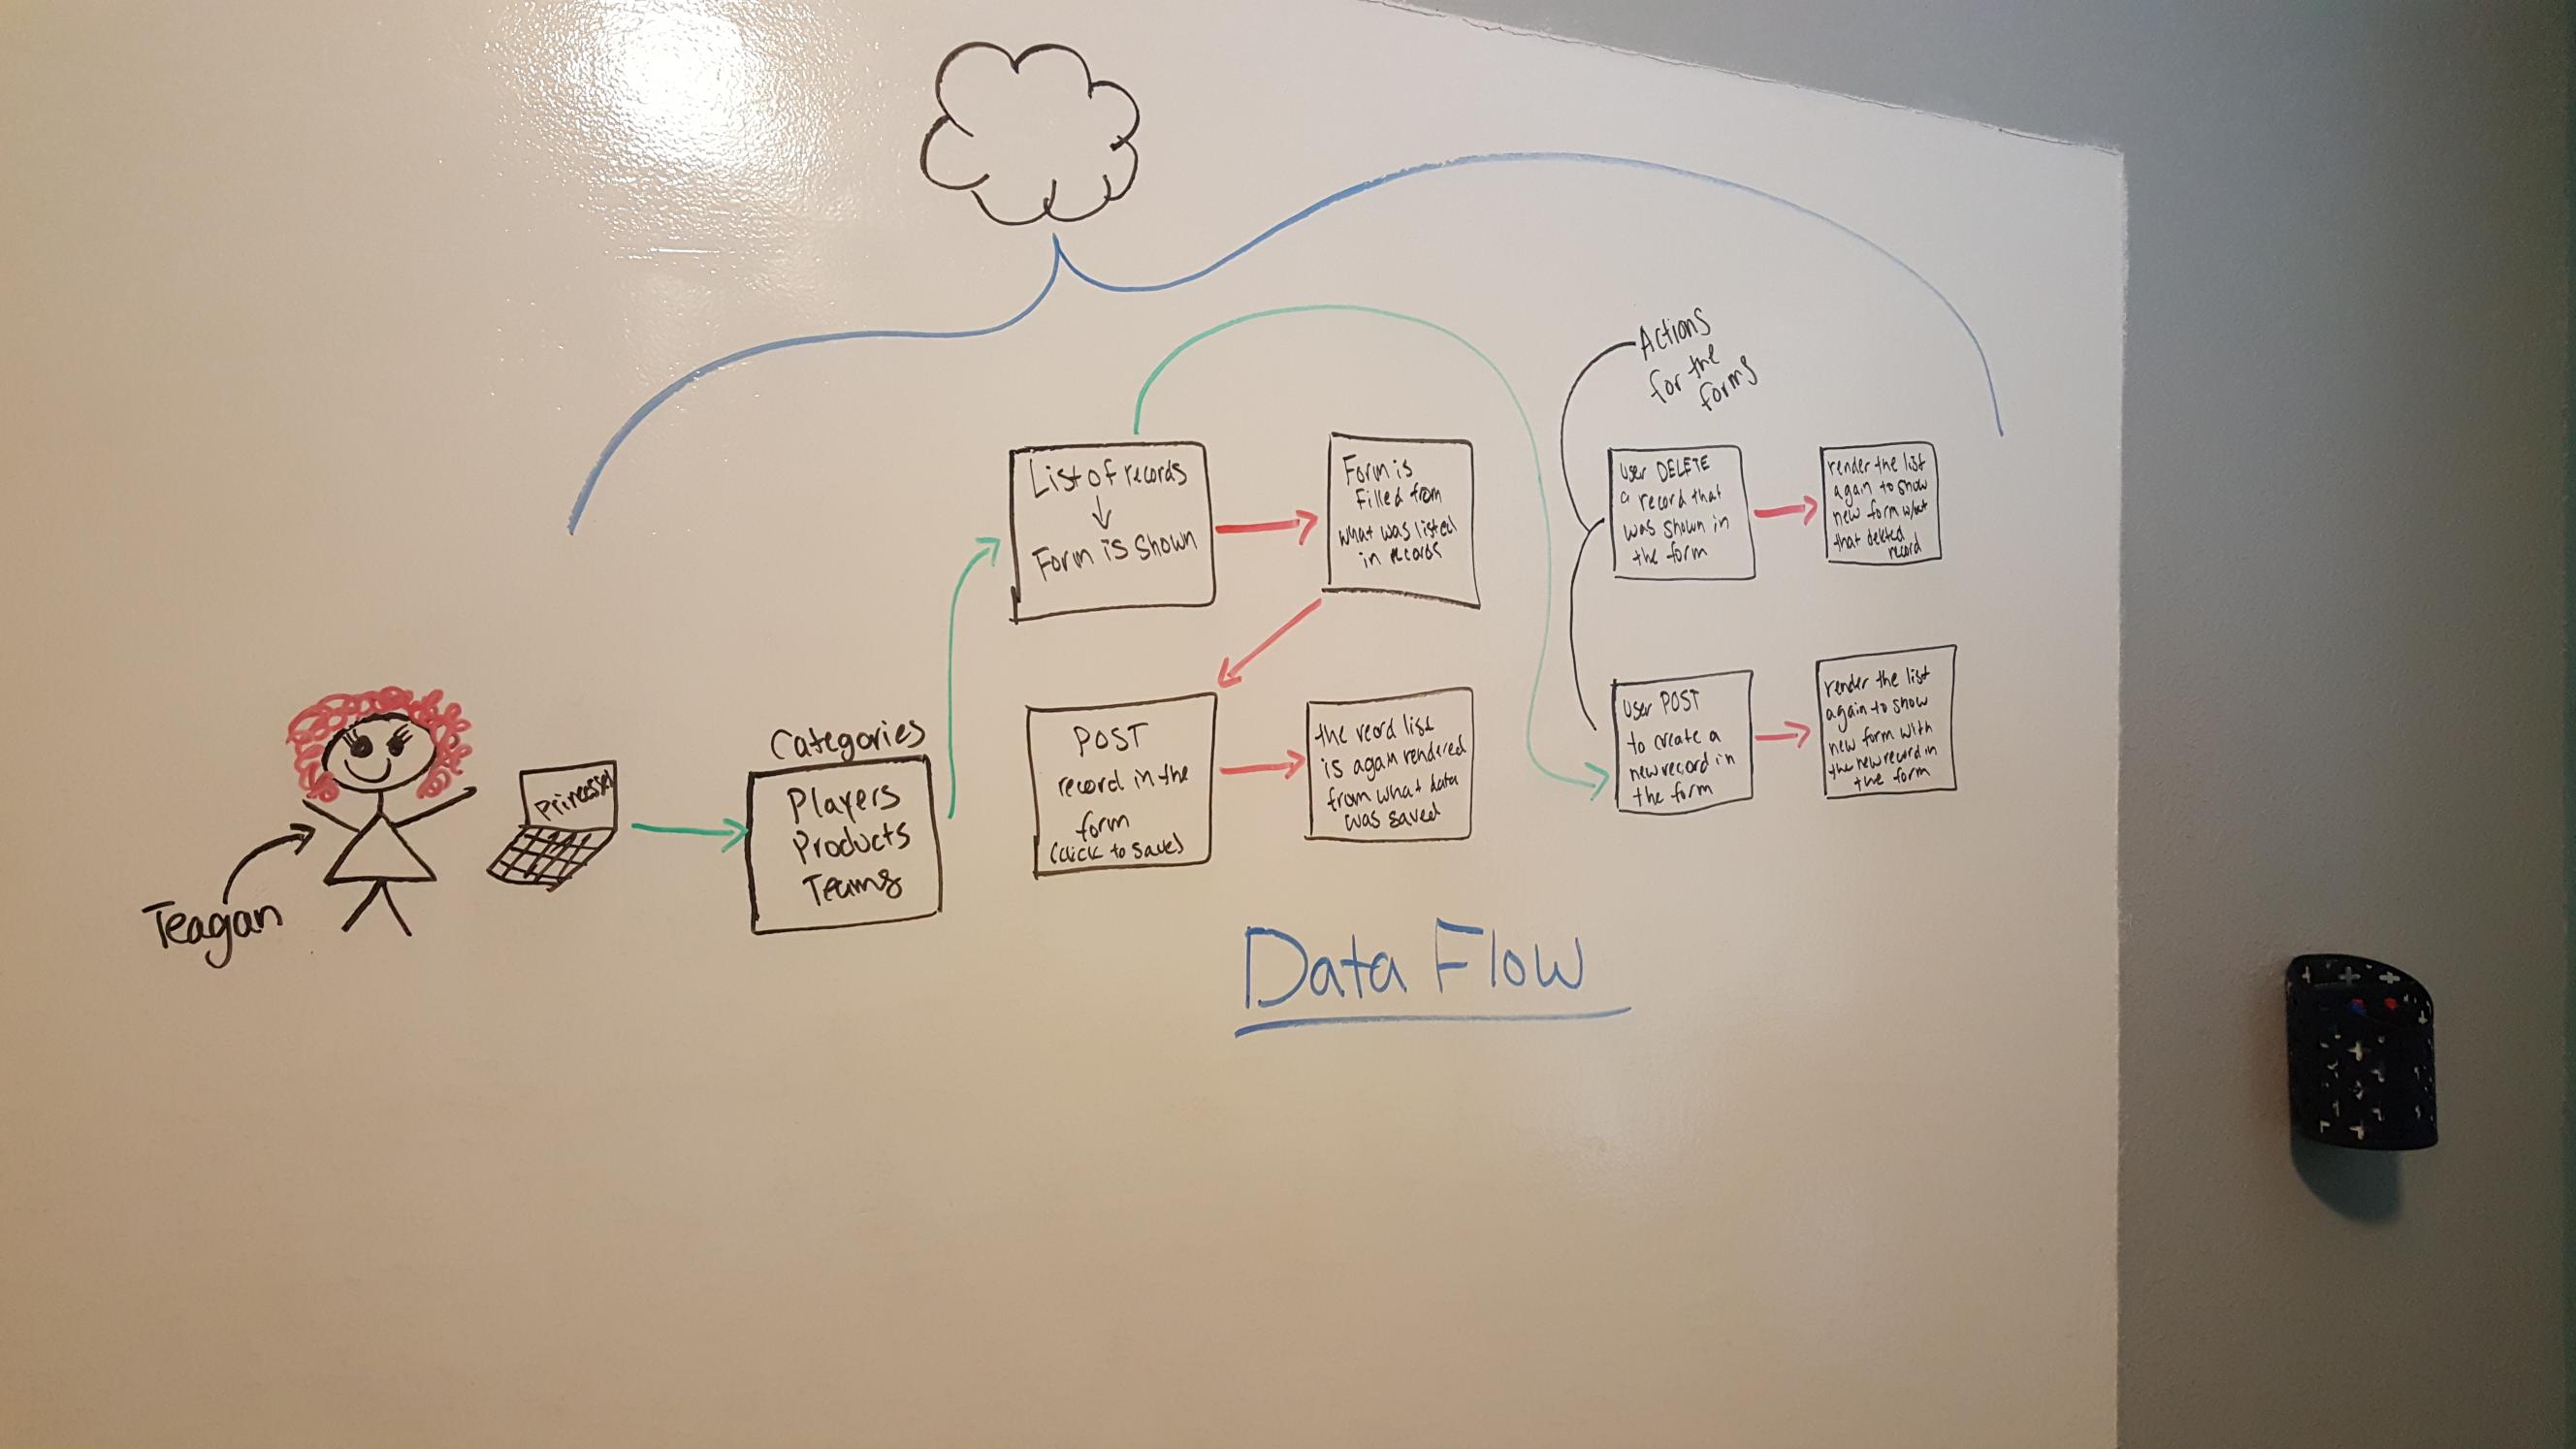 Teagan
Princess
Categories
Players
Products
Teams
List of records
Form is shown
Form is
filled from
what was listed
in records
POST
record in the
form
(click to save)
the reord list
is again rendered
from what data
was saved
Actions
for the
forms
User DELETE
a record that
was shown in
the form
render the list
again to show
new form w/out
that deleted
record
User POST
to create a
new record in
the form
render the list
again to show
new form with
the new record in
the form
Data Flow